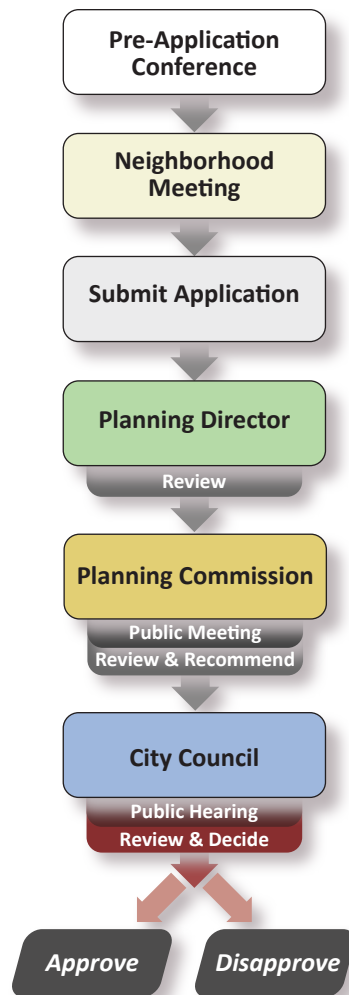 Pre-Application
Conference
Neighborhood
Meeting
Submit Application
Planning Director
Review
Planning Commission
Public Meeting
Review & Recommend
City Council
Public Hearing
Review & Decide
Approve
Disapprove